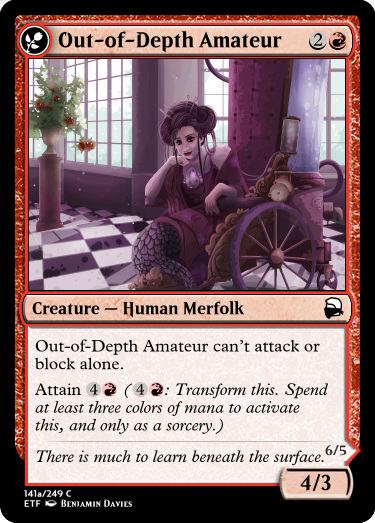 Out-of-Depth Amateur 2
Creature — Human Merfolk
Out-of-Depth Amateur can't attack or
block alone.
Attain 4 (4: Transform this. Spend
at least three colors of mana to activate
this, and only as a sorcery.)
There is much to learn beneath the surface.
6/5
4/3
141a/249 C
ETF Benjamin Davies